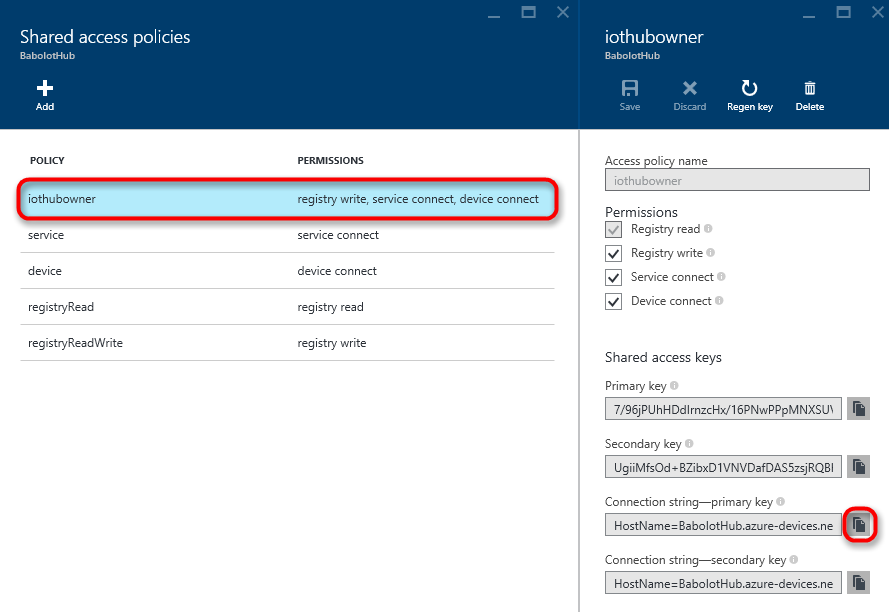 Shared access policies
BabolotHub
Add
POLICY PERMISSIONS
iothubowner registry write, service connect, device connect
service service connect
device device connect
registryRead registry read
registryReadWrite registry write
iothubowner
BabolotHub
Save Discard Regen key Delete
Access policy name
iothubowner
Permissions
Registry read
Registry write
Service connect
Device connect
Shared access keys
Primary key
7/96jPUhHDdIrnzcHx/16PNwPPpMNXSUV
Secondary key
UgiiMfsOd+BZibxD1VNVDafDAS5zsjRQBI
Connection string—primary key
HostName=BabolotHub.azure-devices.ne
Connection string—secondary key
HostName=BabolotHub.azure-devices.ne